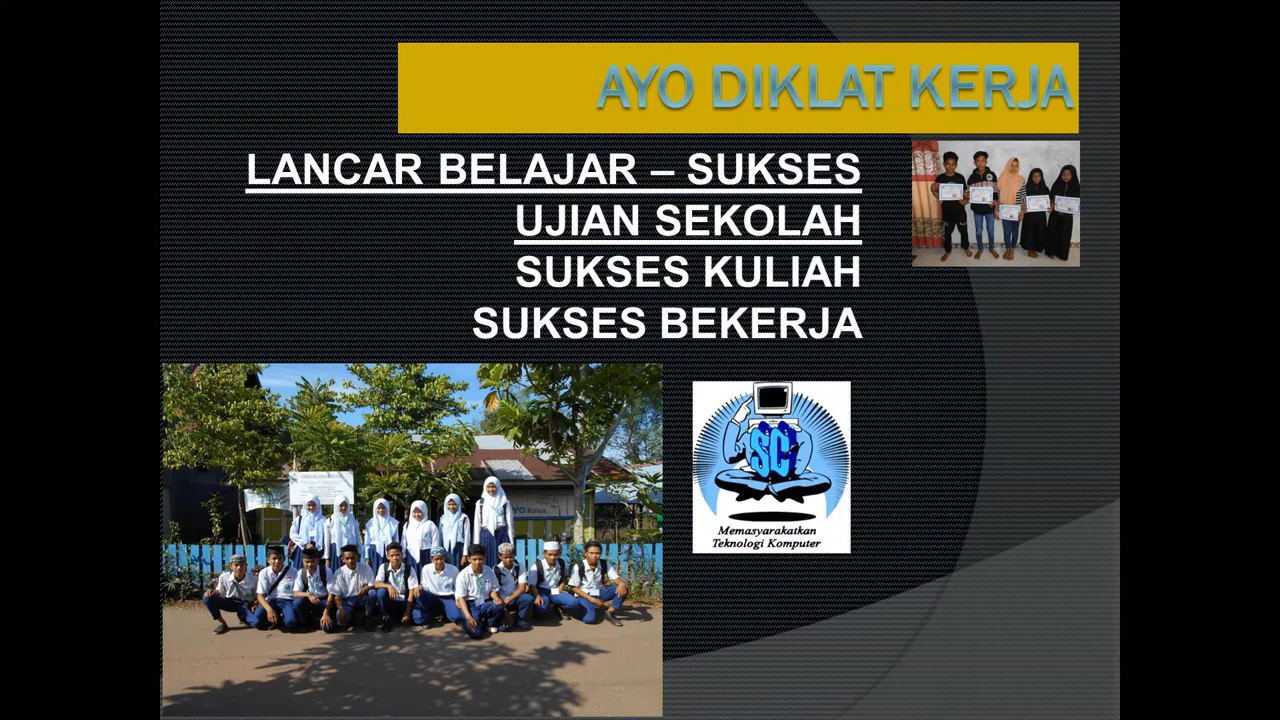 AYO DIKLAT KERJA
LANCAR BELAJAR – SUKSES
UJIAN SEKOLAH
SUKSES KULIAH
SUKSES BEKERJA
SC
Memasyarakatkan
Teknologi Komputer